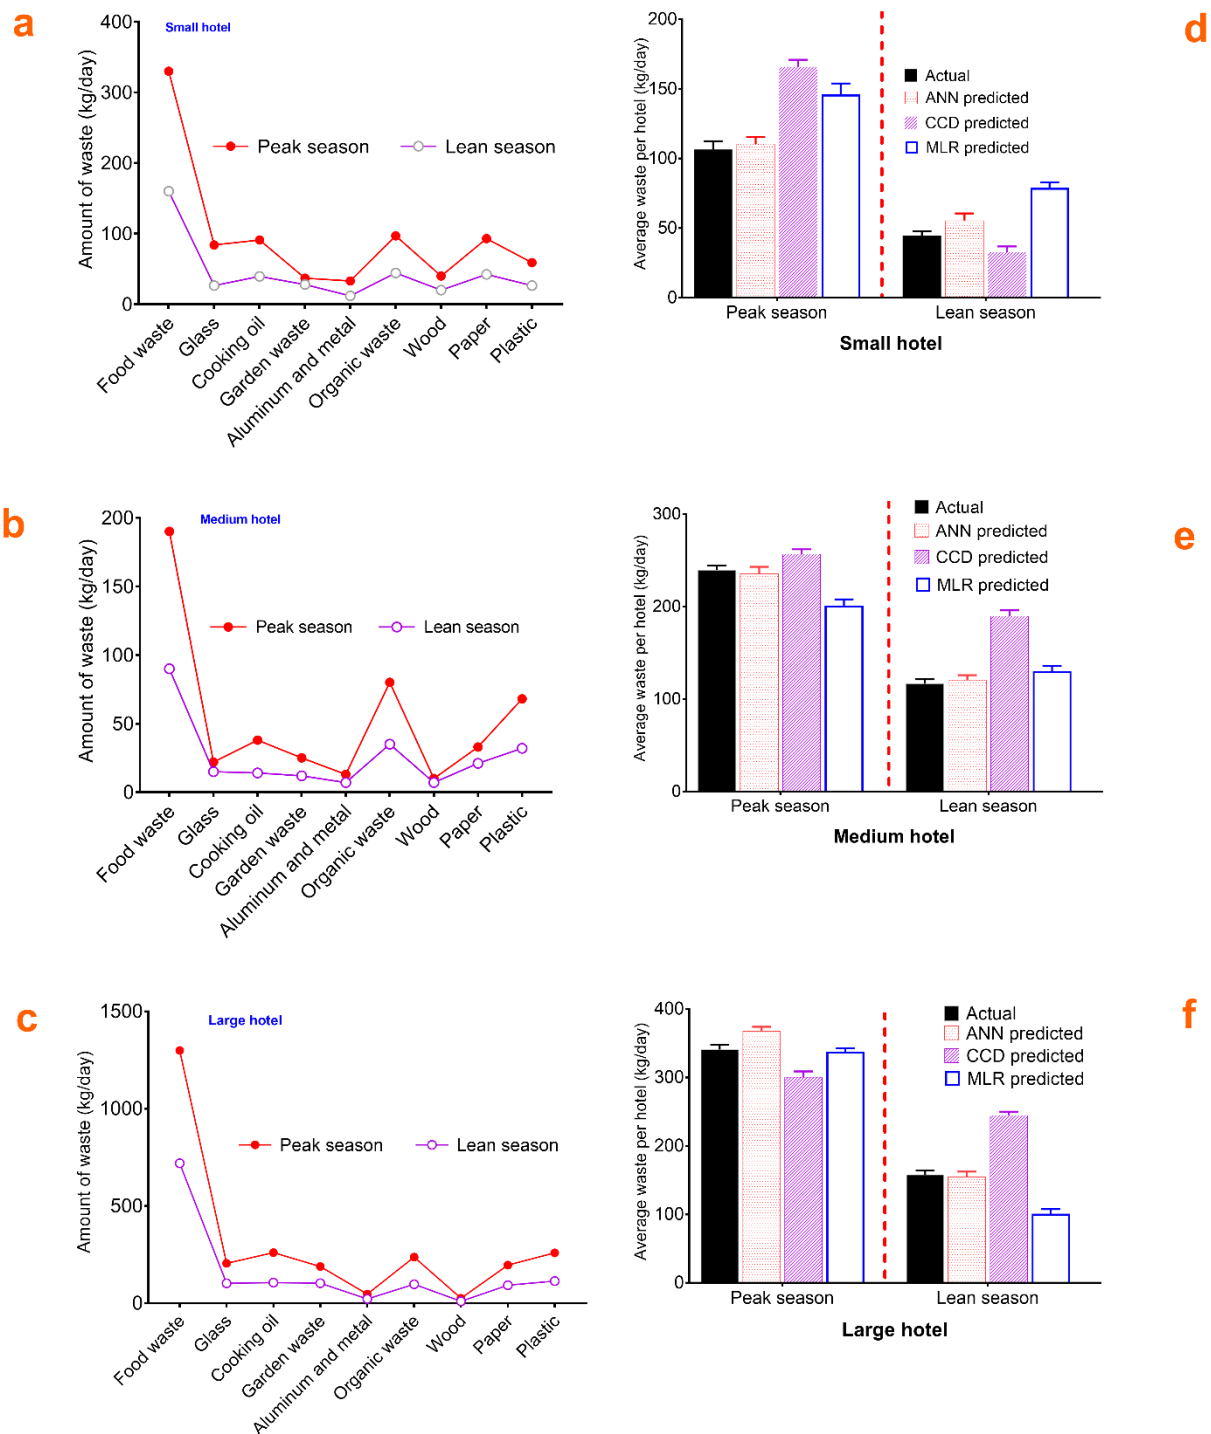 a
Small hotel
Amount of waste (kg/day)
400
300
200
100
0
Peak season
Lean season
Food waste
Glass
Cooking oil
Garden waste
Aluminum and metal
Organic waste
Wood
Paper
Plastic
d
Average waste per hotel (kg/day)
200
150
100
50
0
Actual
ANN predicted
CCD predicted
MLR predicted
Peak season
Lean season
Small hotel
b
Medium hotel
Amount of waste (kg/day)
200
150
100
50
0
Peak season
Lean season
Food waste
Glass
Cooking oil
Garden waste
Aluminum and metal
Organic waste
Wood
Paper
Plastic
e
Average waste per hotel (kg/day)
300
200
100
0
Actual
ANN predicted
CCD predicted
MLR predicted
Peak season
Lean season
Medium hotel
c
Large hotel
Amount of waste (kg/day)
1500
1000
500
0
Peak season
Lean season
Food waste
Glass
Cooking oil
Garden waste
Aluminum and metal
Organic waste
Wood
Paper
Plastic
f
Average waste per hotel (kg/day)
400
300
200
100
0
Actual
ANN predicted
CCD predicted
MLR predicted
Peak season
Lean season
Large hotel